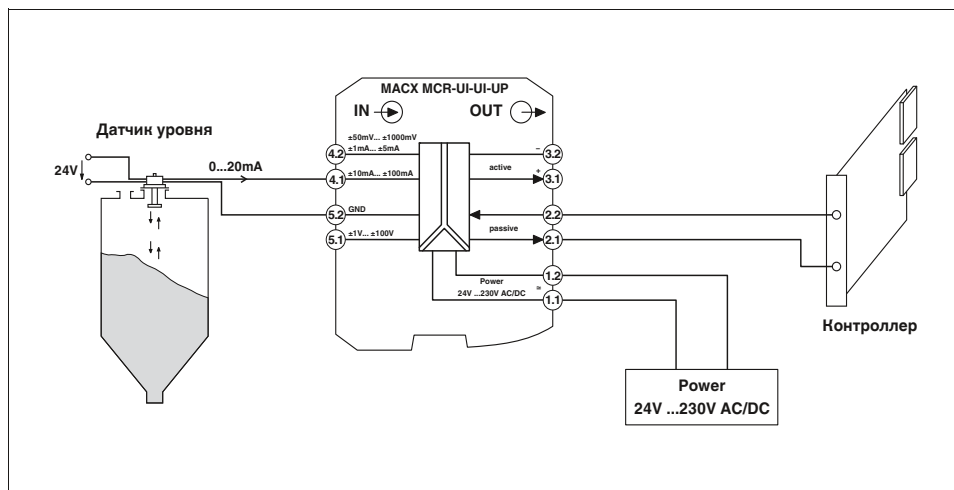 MACX MCR-UI-UI-UP
IN
OUT
Датчик уровня
24V
0...20mA
±50mV... ±1000mV
±1mA... ±5mA
4.2
4.1
±10mA... ±100mA
5.2
GND
5.1
±1V... ±100V
–
3.2
active
+
3.1
2.2
passive
2.1
1.2
Power
24V ...230V AC/DC
1.1
Контроллер
Power
24V ...230V AC/DC